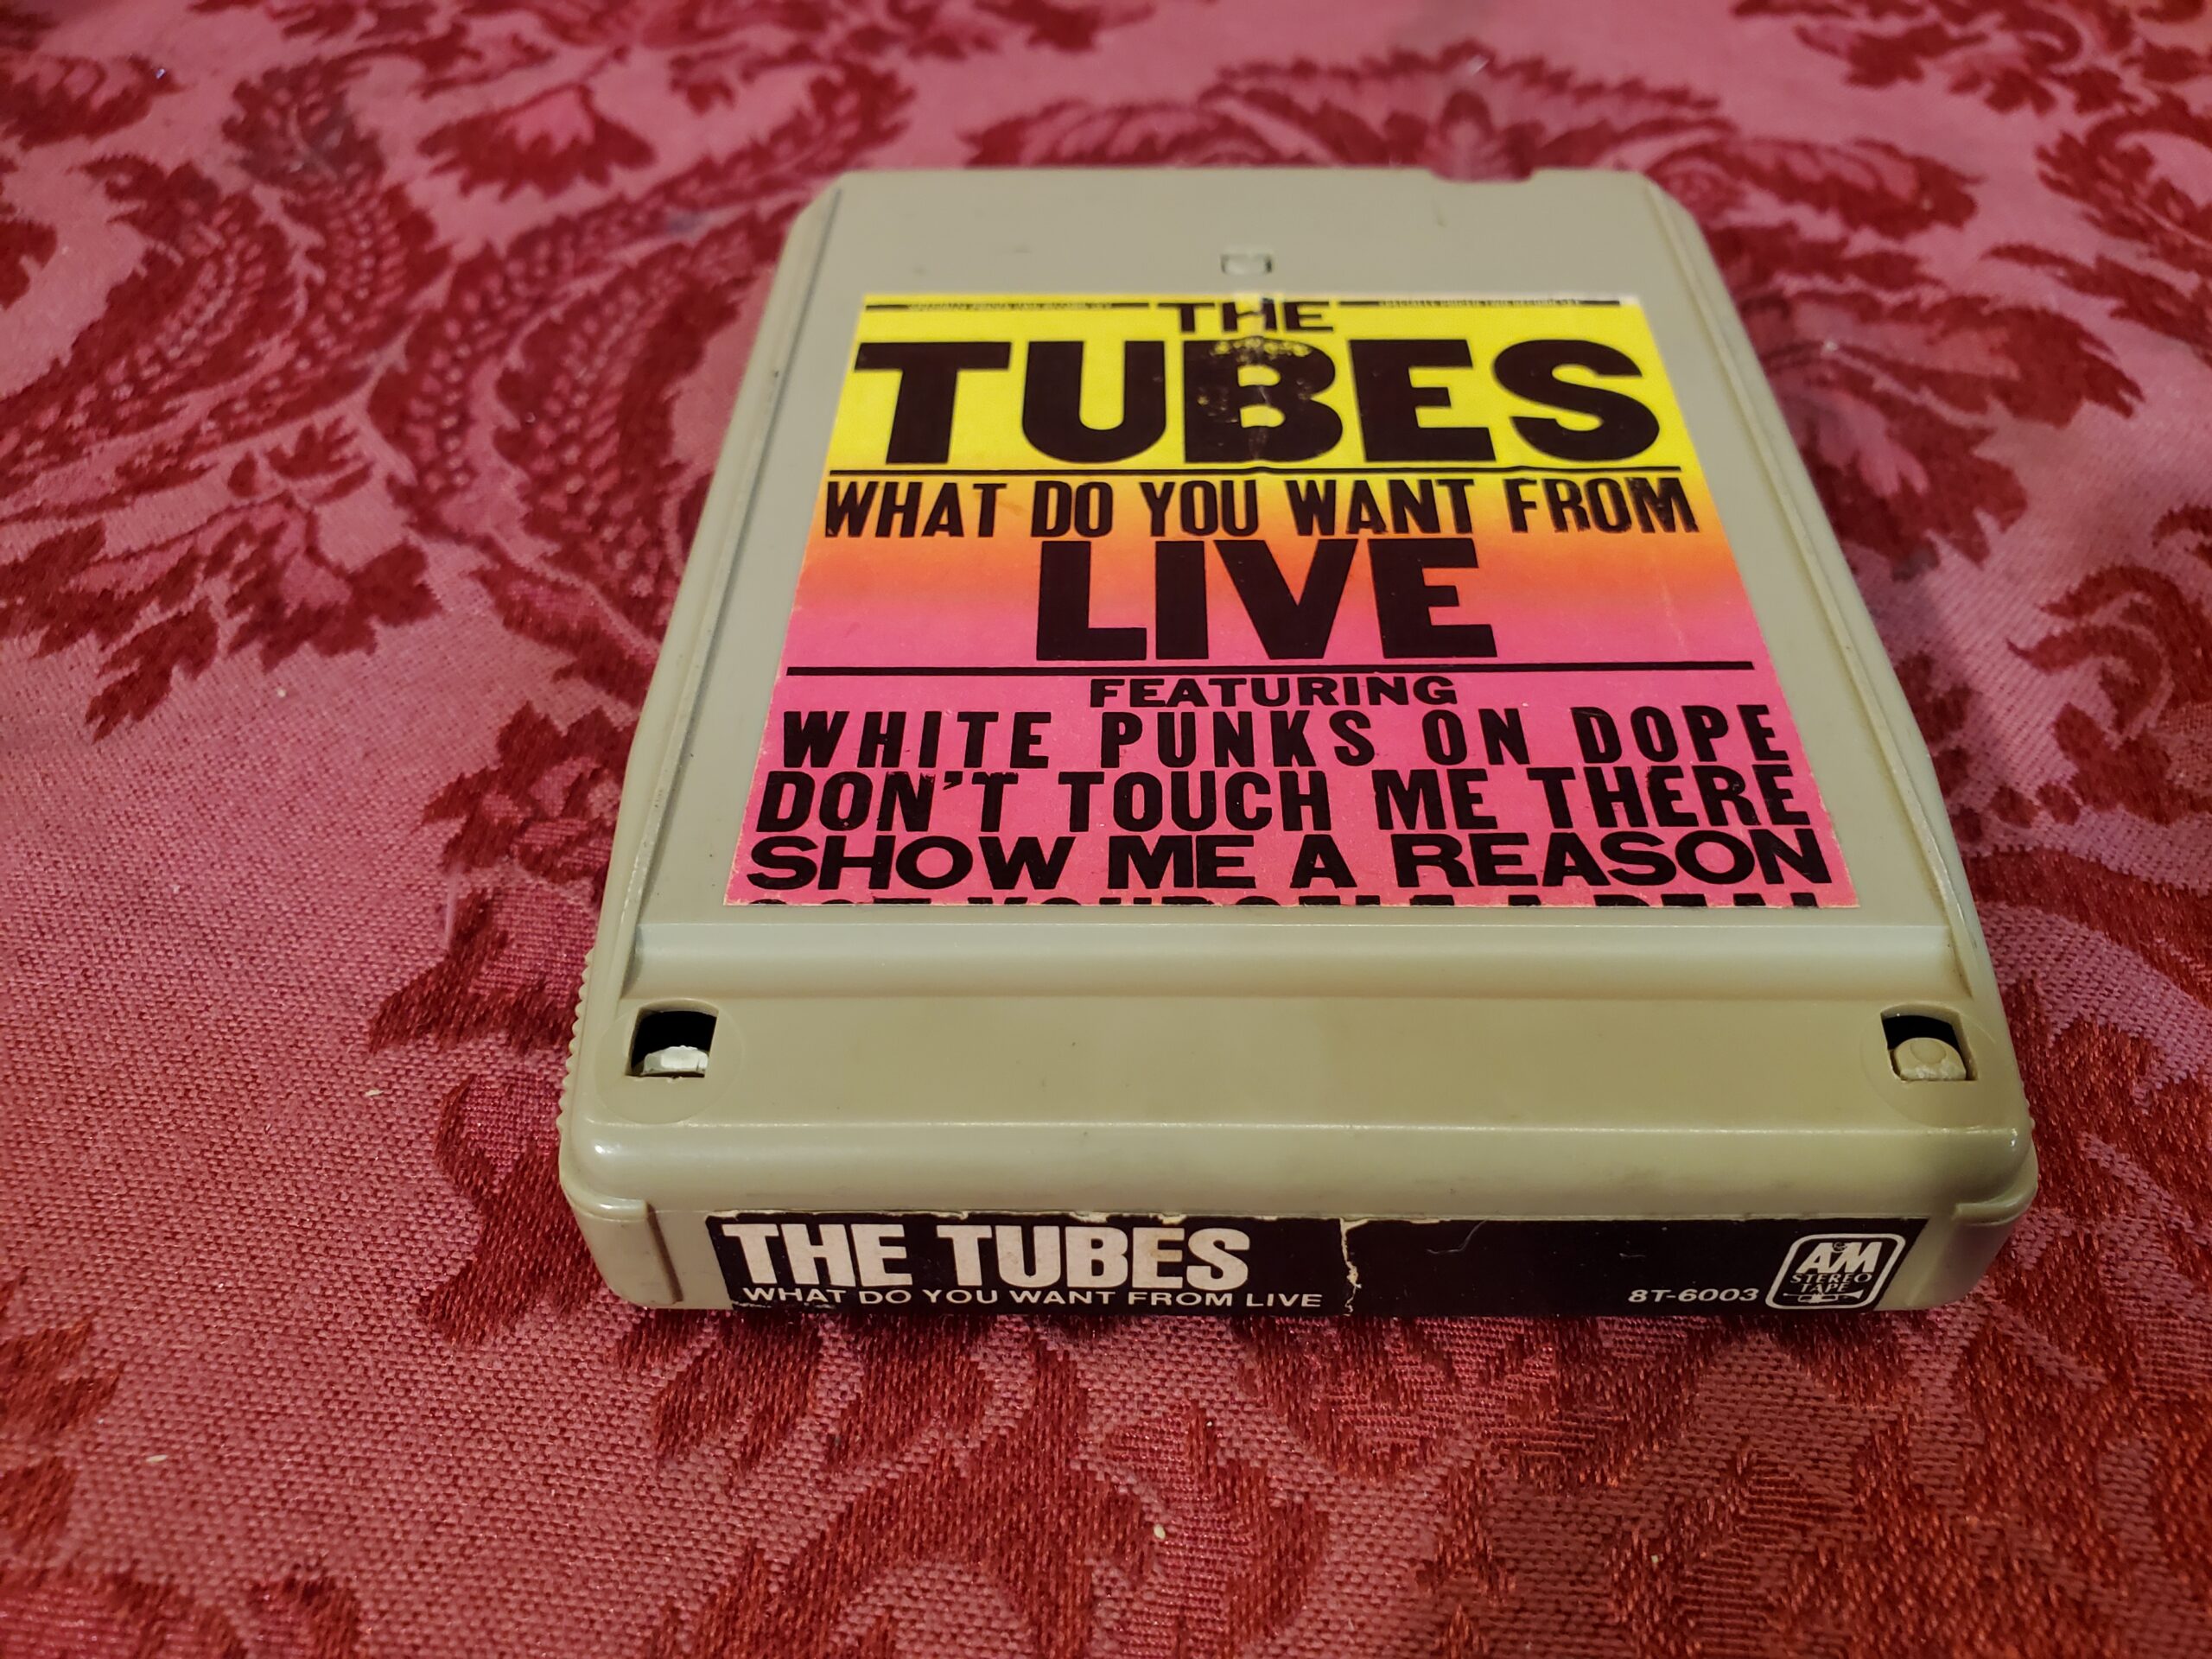 THE
TUBES
WHAT DO YOU WANT FROM
LIVE
FEATURING
WHITE PUNKS ON DOPE
DON'T TOUCH ME THERE
SHOW ME A REASON
THE TUBES
WHAT DO YOU WANT FROM LIVE
8T-6003
A&M
STEREO
TAPE